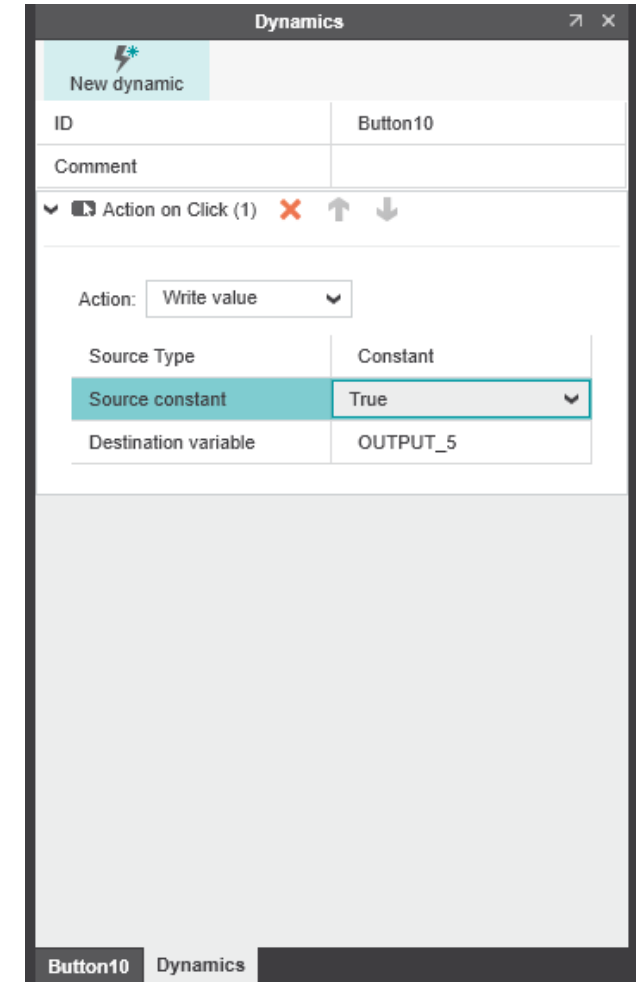 Dynamics
New dynamic
ID Button10
Comment
Action on Click (1)
Action: Write value
Source Type Constant
Source constant True
Destination variable OUTPUT_5
Button10 Dynamics